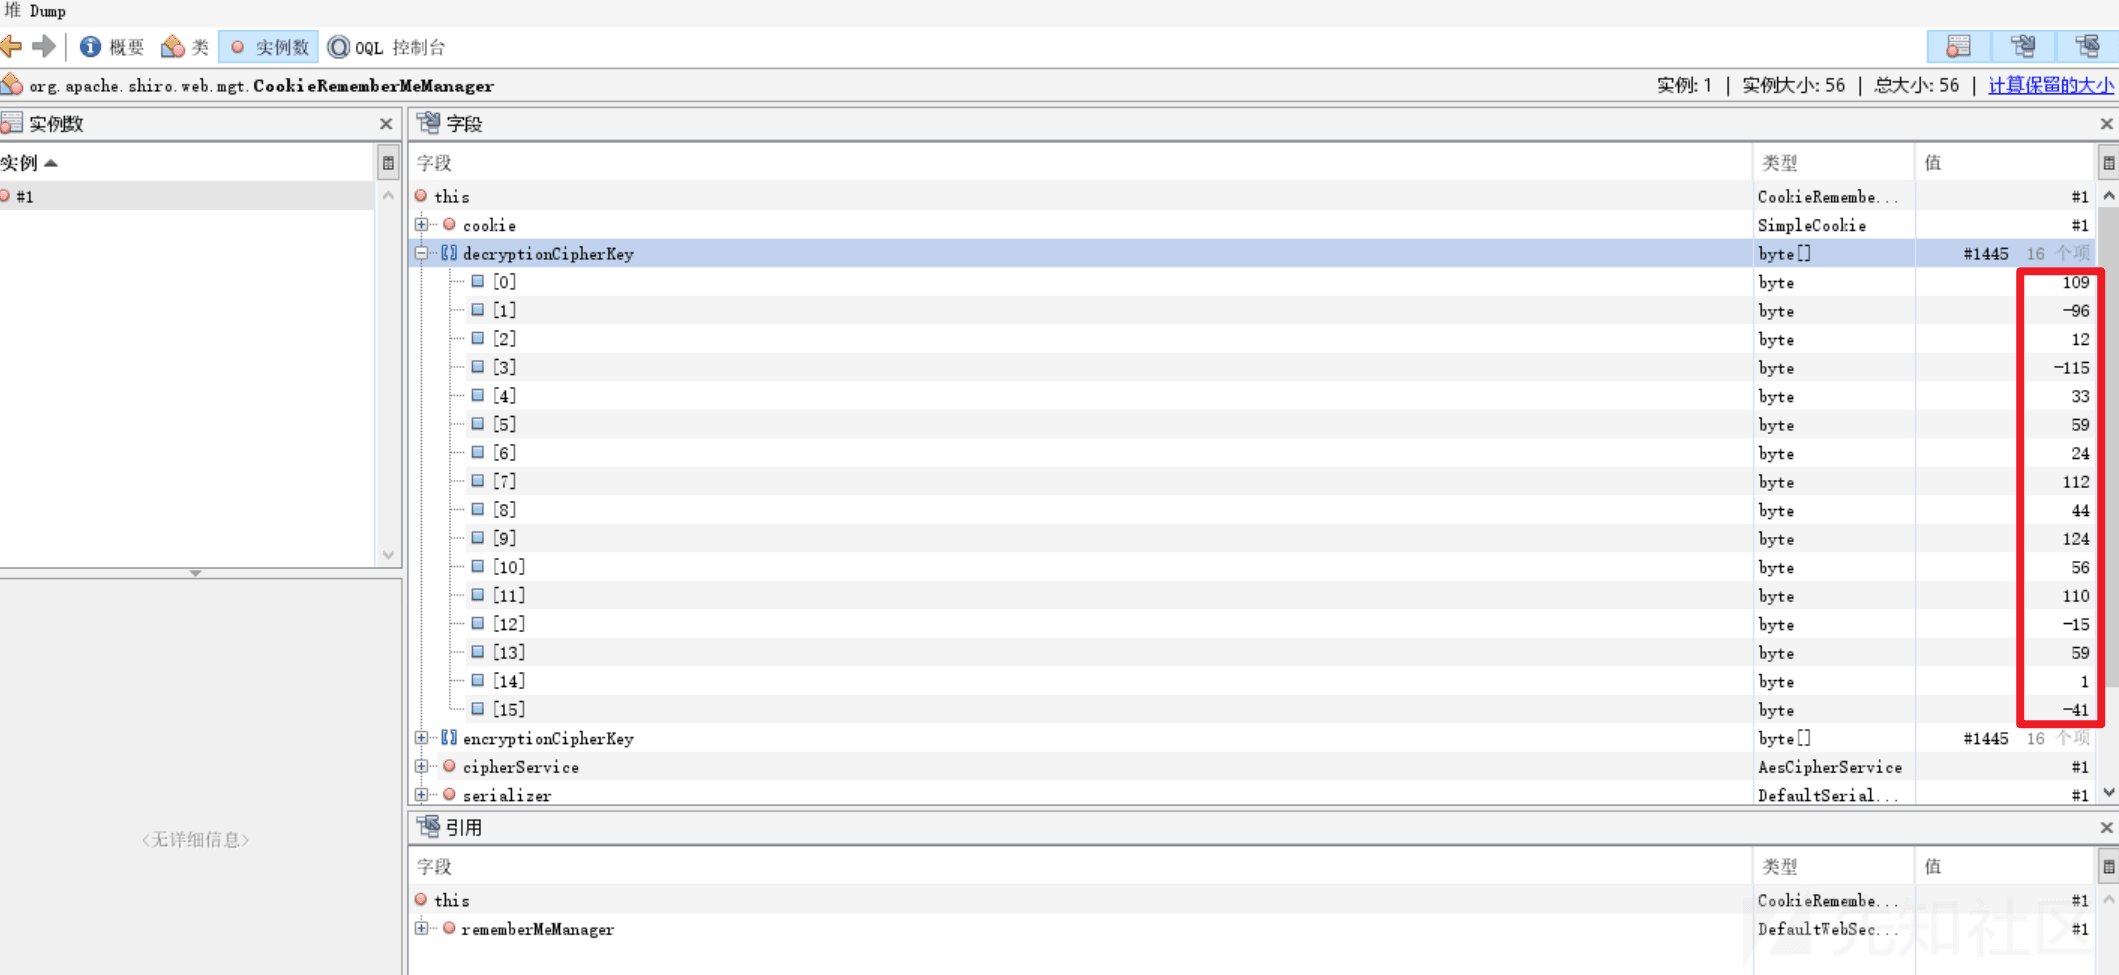 堆 Dump
概要 类 实例数 OQL 控制台
org.apache.shiro.web.mgt.CookieRememberMeManager 实例: 1 | 实例大小: 56 | 总大小: 56 | 计算保留的大小
实例数
实例
#1
<无详细信息>
字段
字段 类型 值
this CookieRemembe... #1
cookie SimpleCookie #1
decryptionCipherKey byte[] #1445 16 个项
[0] byte 109
[1] byte -96
[2] byte 12
[3] byte -115
[4] byte 33
[5] byte 59
[6] byte 24
[7] byte 112
[8] byte 44
[9] byte 124
[10] byte 56
[11] byte 110
[12] byte -15
[13] byte 59
[14] byte 1
[15] byte -41
encryptionCipherKey byte[] #1445 16 个项
cipherService AesCipherService #1
serializer DefaultSerial... #1
引用
字段 类型 值
this CookieRemembe... #1
rememberMeManager DefaultWebSec... #1
先知社区